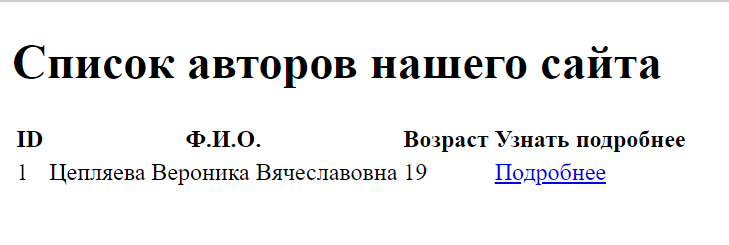 Список авторов нашего сайта
ID Ф.И.О. Возраст Узнать подробнее
1 Цепляева Вероника Вячеславовна 19 Подробнее